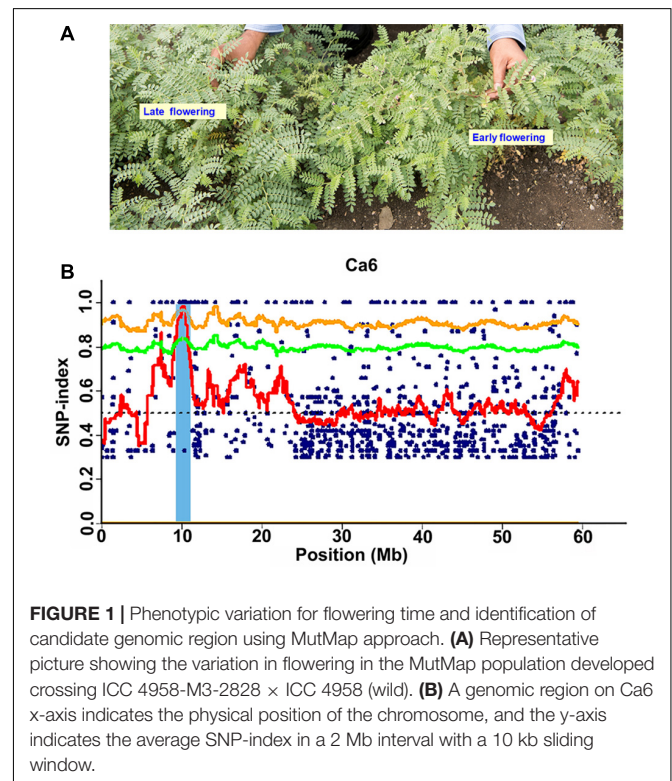 A
Late flowering
Early flowering
B
Ca6
SNP-index
1.0
0.8
0.6
0.4
0.2
0.0
0 10 20 30 40 50 60
Position (Mb)
FIGURE 1 | Phenotypic variation for flowering time and identification of
candidate genomic region using MutMap approach. (A) Representative
picture showing the variation in flowering in the MutMap population developed
crossing ICC 4958-M3-2828 × ICC 4958 (wild). (B) A genomic region on Ca6
x-axis indicates the physical position of the chromosome, and the y-axis
indicates the average SNP-index in a 2 Mb interval with a 10 kb sliding
window.